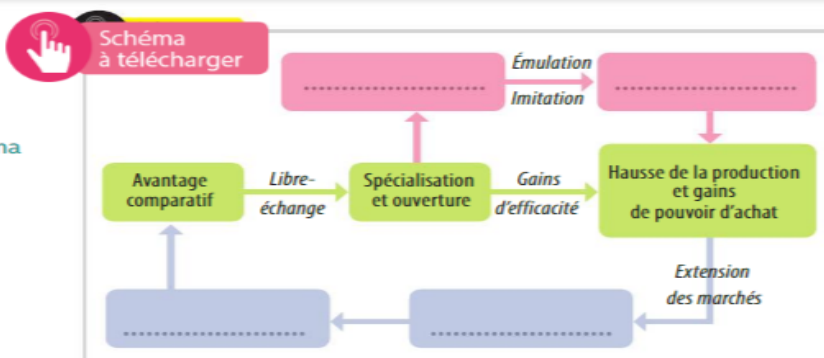 Schéma
à télécharger
Émulation
Imitation
Avantage
comparatif
Libre-
échange
Spécialisation
et ouverture
Gains
d'efficacité
Hausse de la production
et gains
de pouvoir d'achat
Extension
des marchés